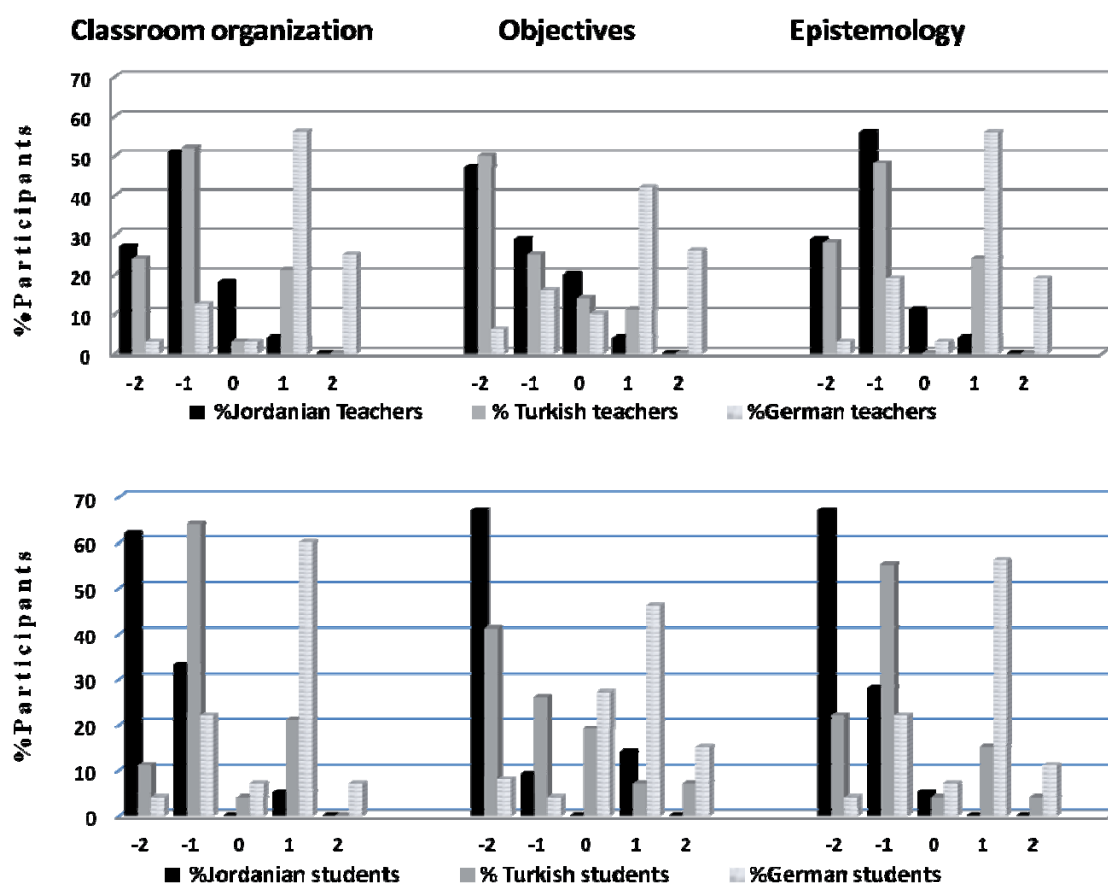 Classroom organization Objectives Epistemology
%Participants
70
60
50
40
30
20
10
0
-2 -1 0 1 2 -2 -1 0 1 2 -2 -1 0 1 2
%Jordanian Teachers % Turkish teachers %German teachers
%Participants
70
60
50
40
30
20
10
0
-2 -1 0 1 2 -2 -1 0 1 2 -2 -1 0 1 2
%Jordanian students % Turkish students %German students